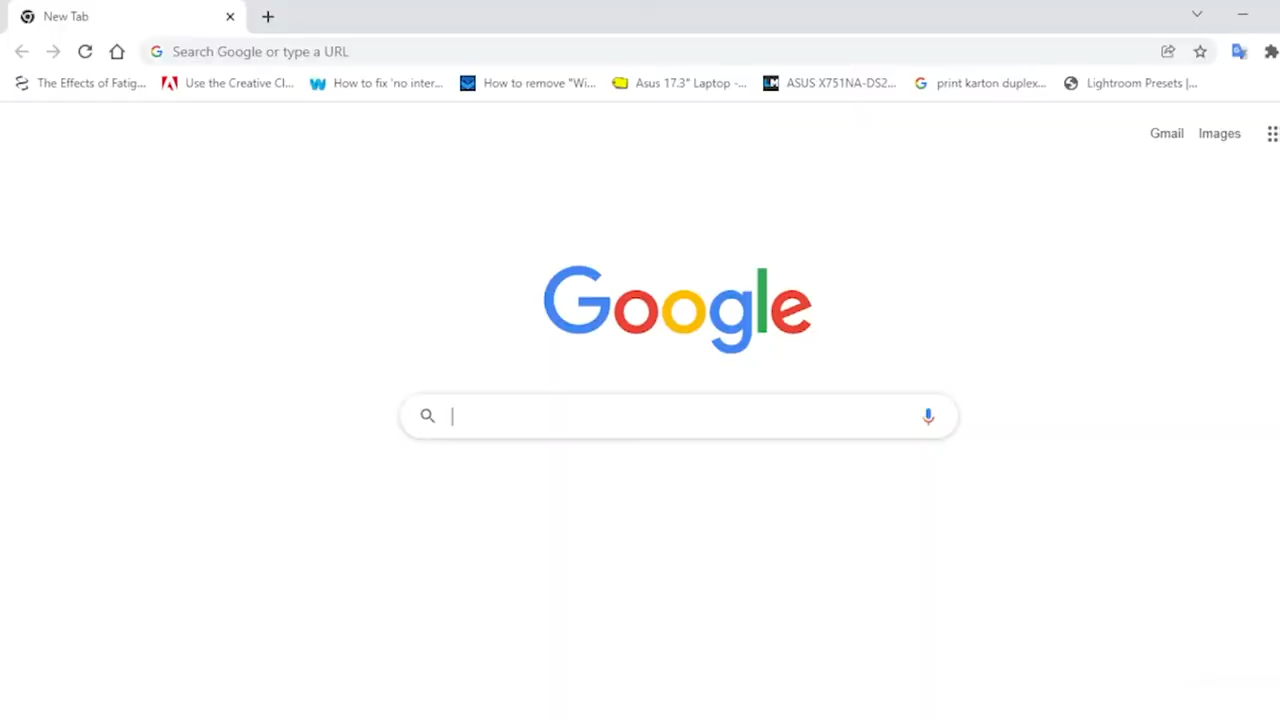 New Tab
Search Google or type a URL
The Effects of Fatig... Use the Creative Cl... How to fix 'no inter... How to remove "Wi... Asus 17.3" Laptop -... ASUS X751NA-DS2... print karton duplex... Lightroom Presets |...
Gmail Images
Google